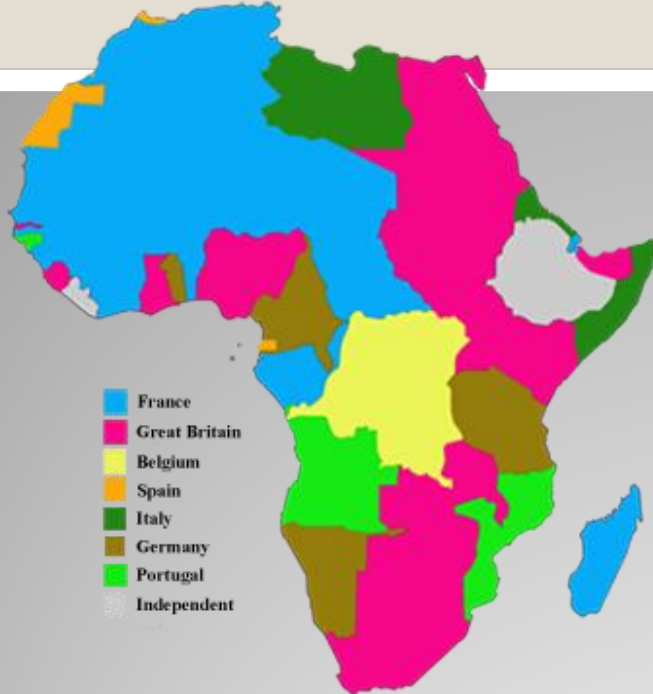 France
Great Britain
Belgium
Spain
Italy
Germany
Portugal
Independent